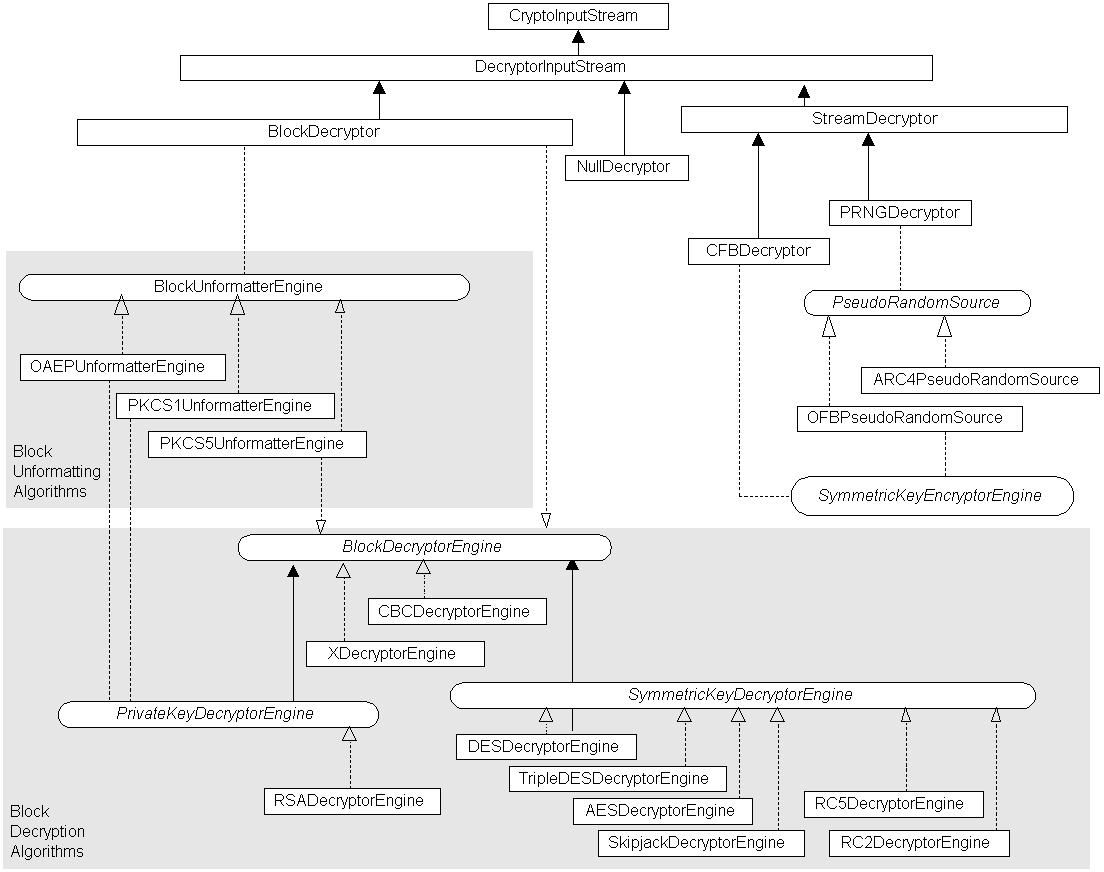 CryptoInputStream
DecryptorInputStream
BlockDecryptor
StreamDecryptor
NullDecryptor
PRNGDecryptor
CFBDecryptor
BlockUnformatterEngine
PseudoRandomSource
OAEPUnformatterEngine
ARC4PseudoRandomSource
PKCS1UnformatterEngine
OFBPseudoRandomSource
PKCS5UnformatterEngine
Block
Unformatting
Algorithms
SymmetricKeyEncryptorEngine
BlockDecryptorEngine
CBCDecryptorEngine
XDecryptorEngine
SymmetricKeyDecryptorEngine
PrivateKeyDecryptorEngine
DESDecryptorEngine
TripleDESDecryptorEngine
RSADecryptorEngine
AESDecryptorEngine
RC5DecryptorEngine
SkipjackDecryptorEngine
RC2DecryptorEngine
Block
Decryption
Algorithms